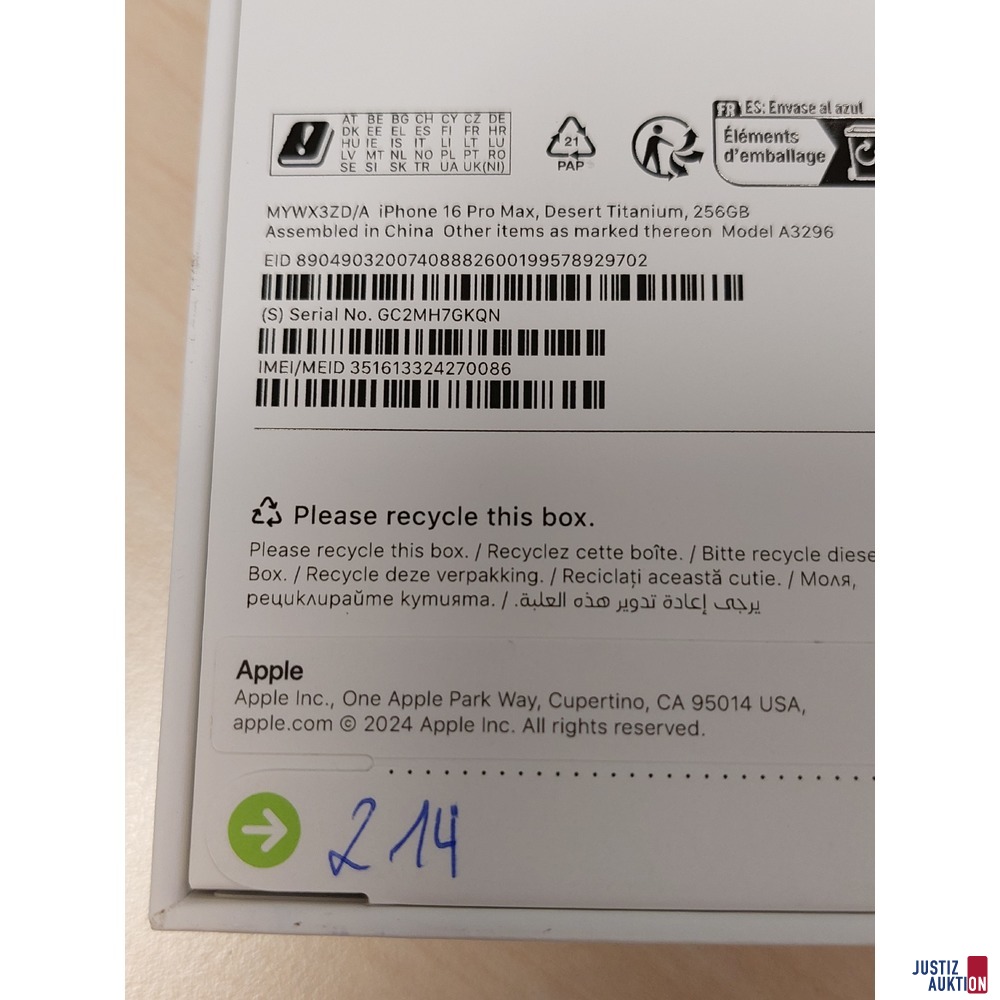 FR ES: Envase al azul
AT BE BG CH CY CZ DE
DK EE EL ES FI FR HR
HU IE IS IT LI LT LU
LV MT NL NO PL PT RO
SE SI SK TR UA UK(NI)
21
PAP
Éléments
d'emballage
MYWX3ZD/A iPhone 16 Pro Max, Desert Titanium, 256GB
Assembled in China Other items as marked thereon Model A3296
EID 89049032007408882600199578929702
(S) Serial No. GC2MH7GKQN
IMEI/MEID 351613324270086
Please recycle this box.
Please recycle this box. / Recyclez cette boîte. / Bitte recycle diese
Box. / Recycle deze verpakking. / Reciclați această cutie. / Моля,
рециклирайте кутията. / يرجى إعادة تدوير هذه العلبة.
Apple
Apple Inc., One Apple Park Way, Cupertino, CA 95014 USA,
apple.com © 2024 Apple Inc. All rights reserved.
214
JUSTIZ
AUKTION